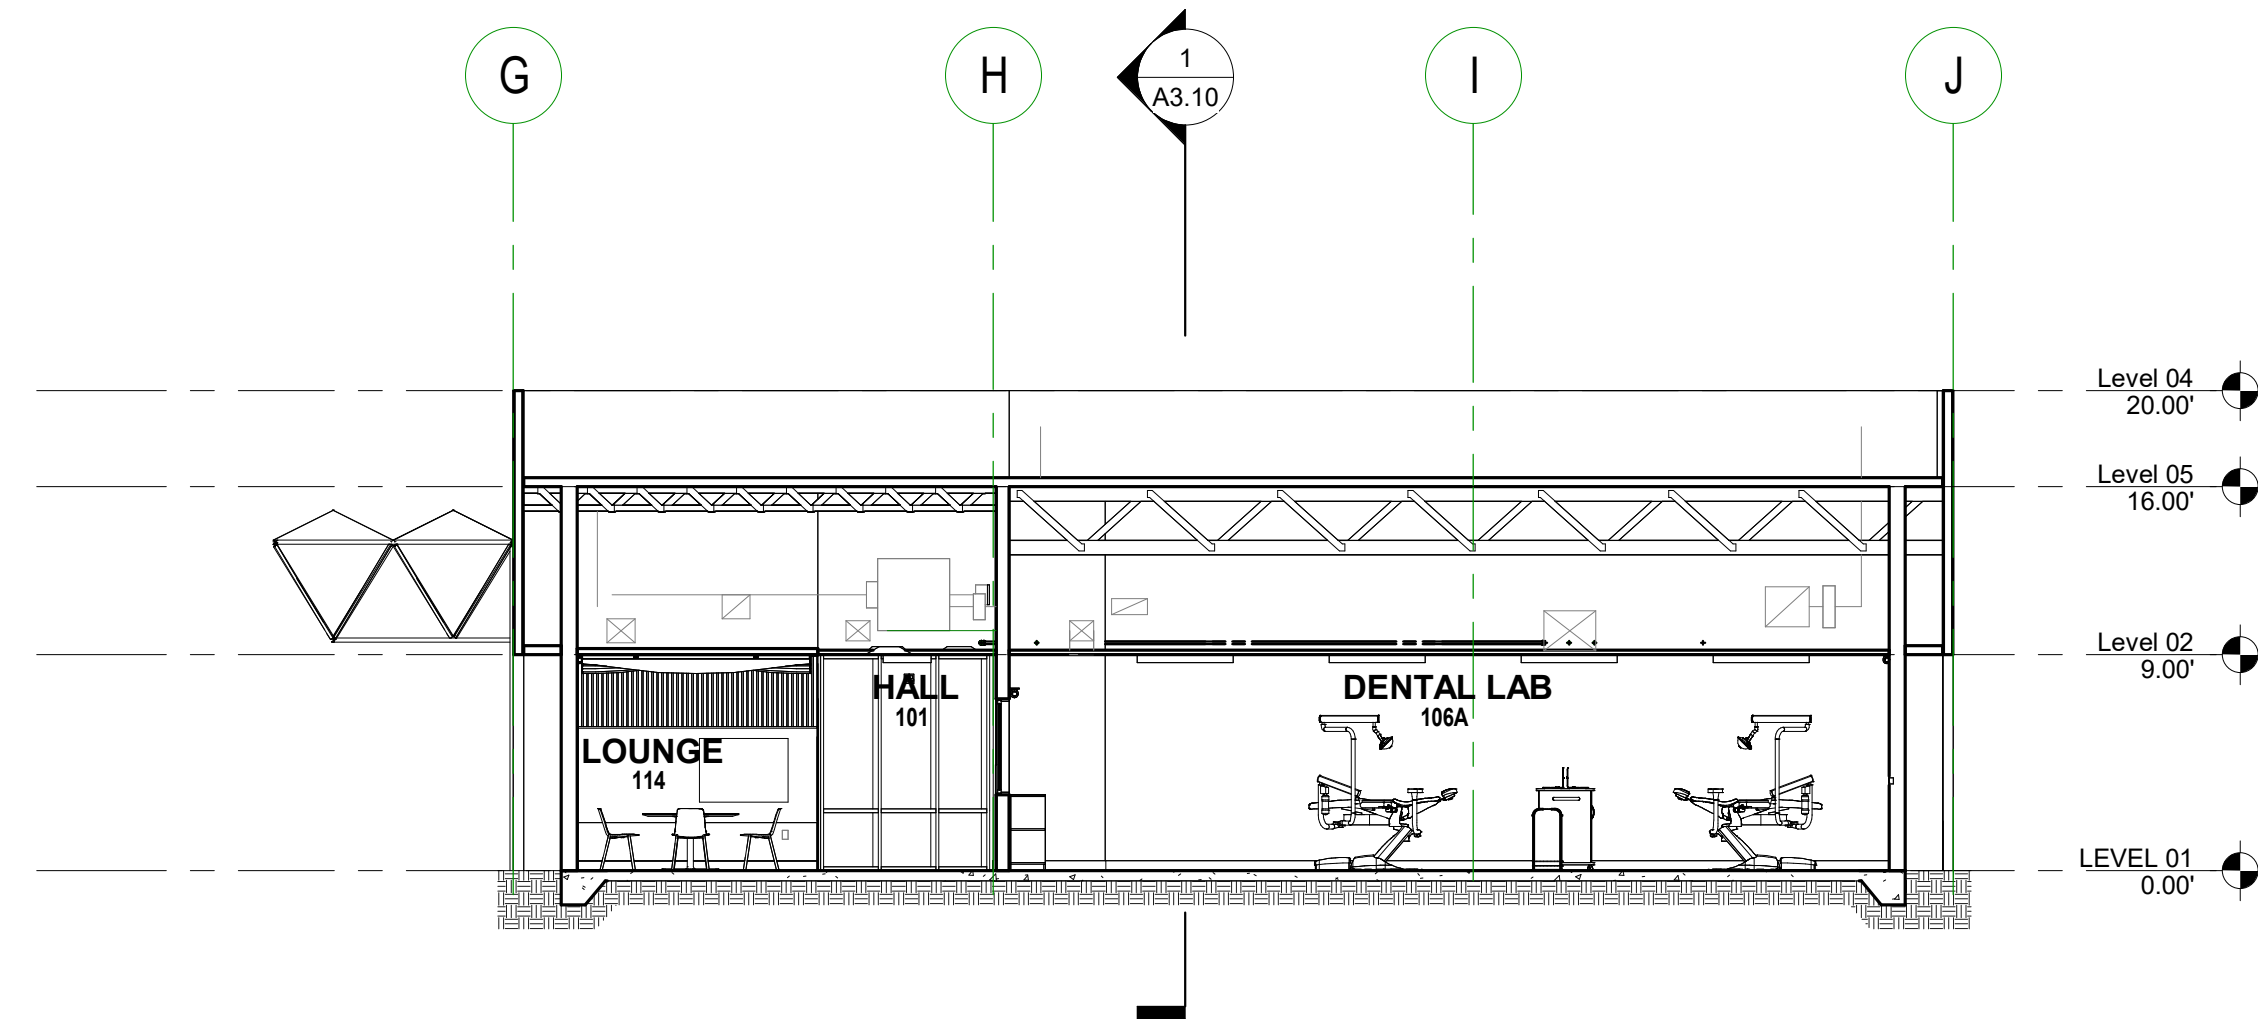 G
H
1
A3.10
I
J
Level 04
20.00'
Level 05
16.00'
Level 02
9.00'
HALL
101
DENTAL LAB
106A
LOUNGE
114
LEVEL 01
0.00'